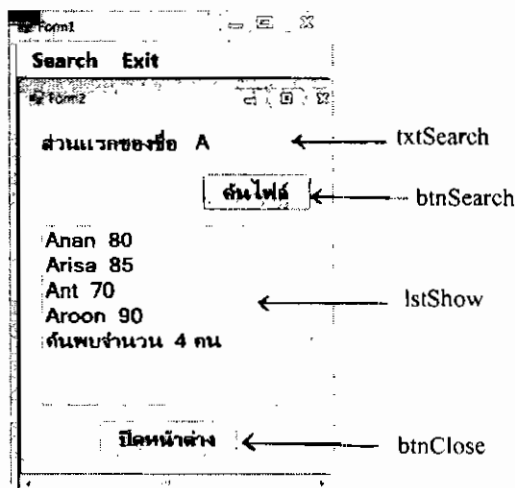 Form1
Search Exit
Form2
ส่วนแรกของชื่อ A
txtSearch
ค้นไฟล์
btnSearch
Anan 80
Arisa 85
Ant 70
Aroon 90
ค้นพบจำนวน 4 คน
lstShow
ปิดหน้าต่าง
btnClose